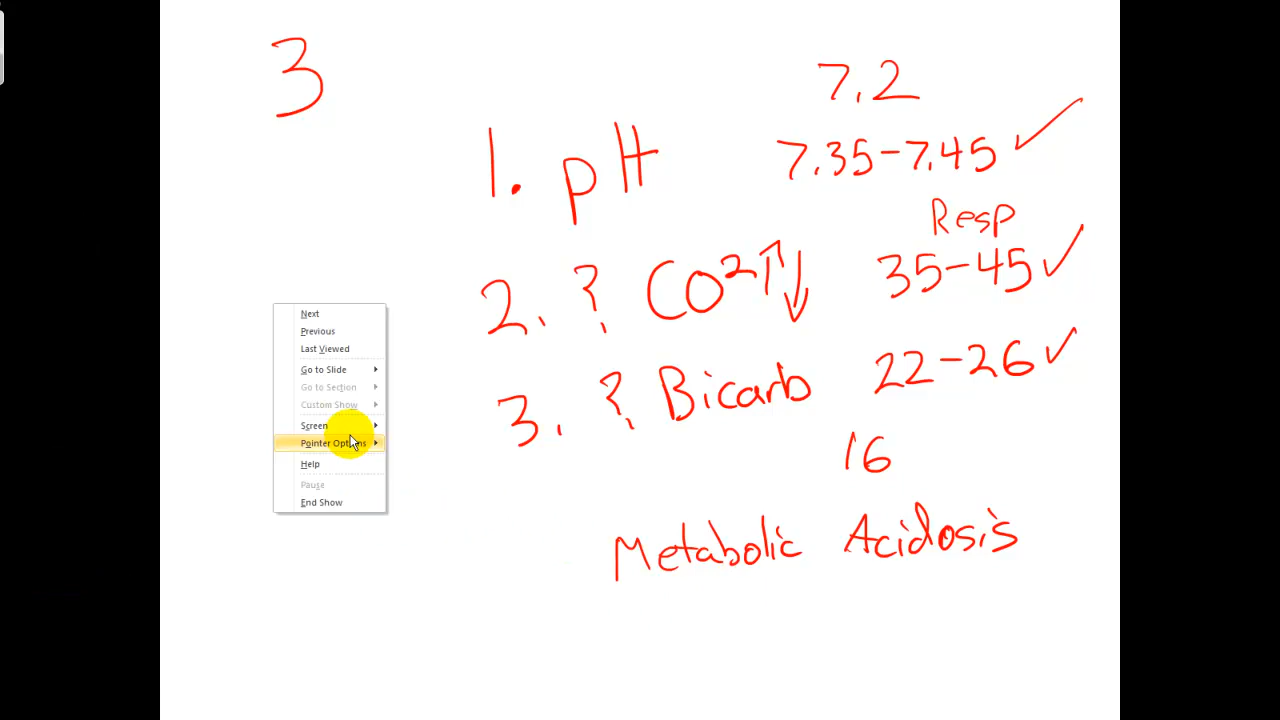 3
7.2
1. pH 7.35-7.45 ✓
Resp
2. ? CO2↑↓ 35-45 ✓
3. ? Bicarb 22-26 ✓
16
Metabolic Acidosis
Next
Previous
Last Viewed
Go to Slide
Go to Section
Custom Show
Screen
Pointer Options
Help
Pause
End Show